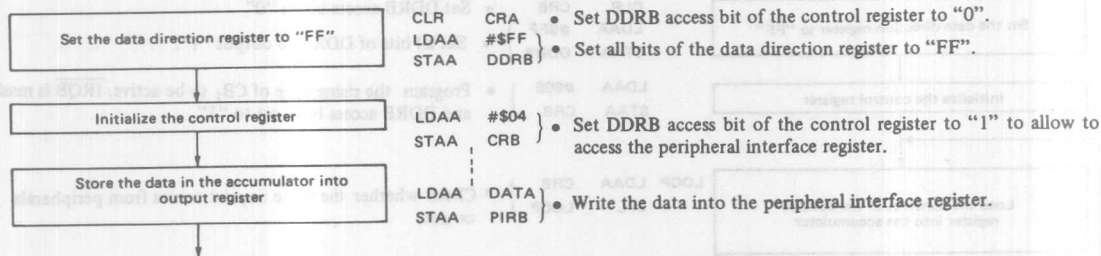 Set the data direction register to "FF"
CLR CRA
LDAA #$FF
STAA DDRB
• Set DDRB access bit of the control register to "0".
• Set all bits of the data direction register to "FF".
Initialize the control register
LDAA #$04
STAA CRB
• Set DDRB access bit of the control register to "1" to allow to
access the peripheral interface register.
Store the data in the accumulator into
output register
LDAA DATA
STAA PIRB
• Write the data into the peripheral interface register.